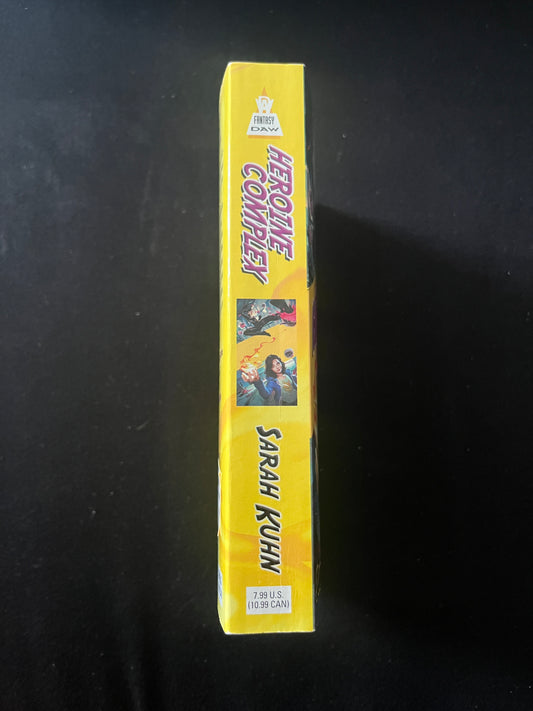 FANTASY
DAW
HEROINE
COMPLEX
SARAH KUHN
7.99 U.S.
(10.99 CAN)